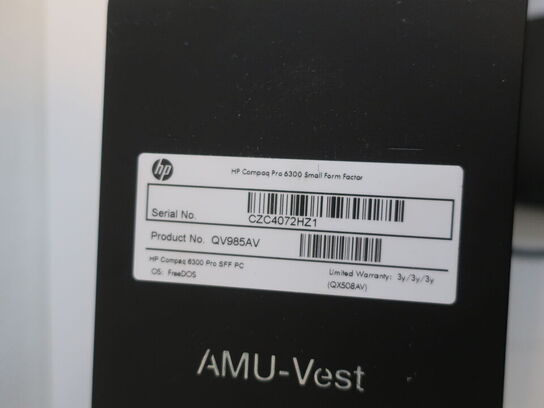 hp
HP Compaq Pro 6300 Small Form Factor
Serial No. CZC4072HZ1
Product No. QV985AV
HP Compaq 6300 Pro SFF PC
OS: FreeDOS
Limited Warranty: 3y/3y/3y
(QX508AV)
AMU-Vest